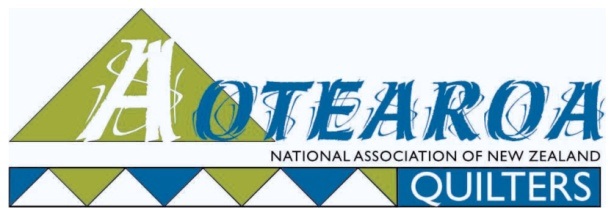 AOTEAROA
NATIONAL ASSOCIATION OF NEW ZEALAND
QUILTERS